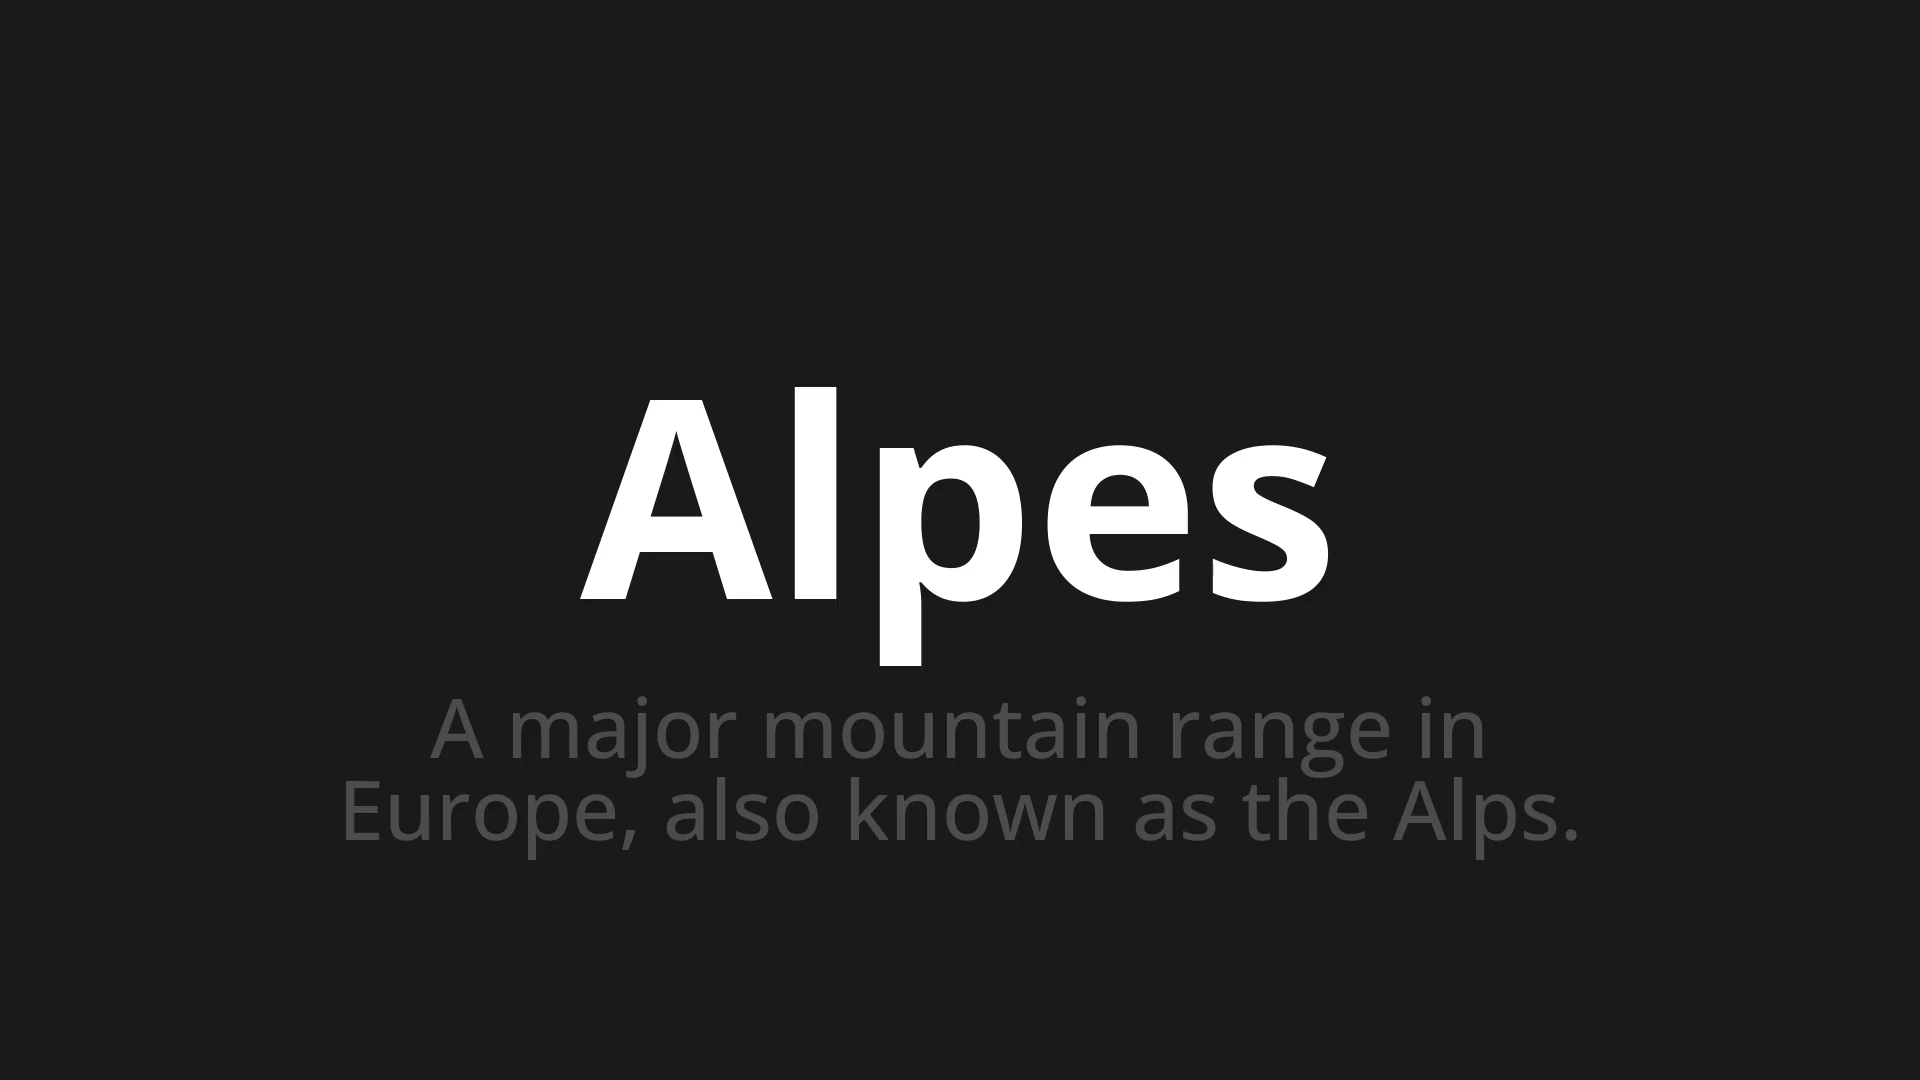 Alpes
A major mountain range in
Europe, also known as the Alps.